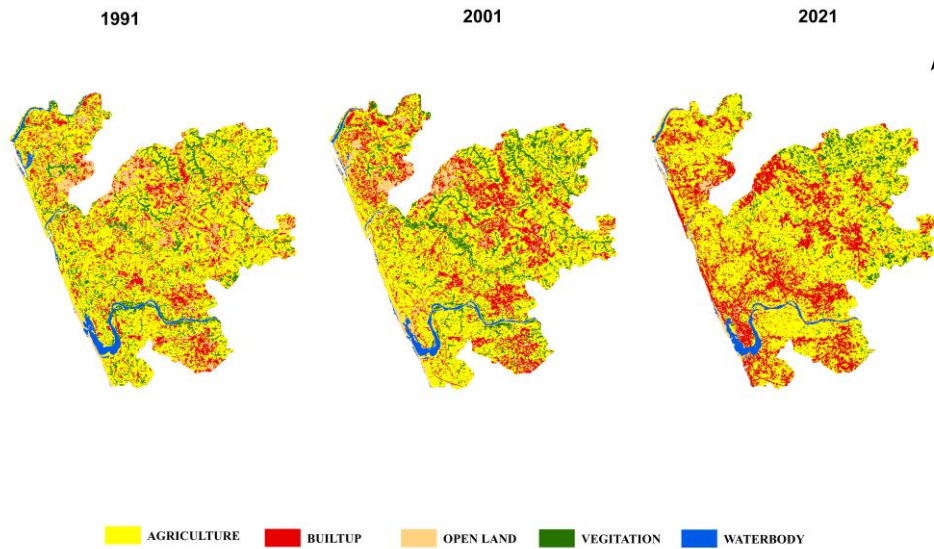 1991 2001 2021
AGRICULTURE BUILTUP OPEN LAND VEGITATION WATERBODY